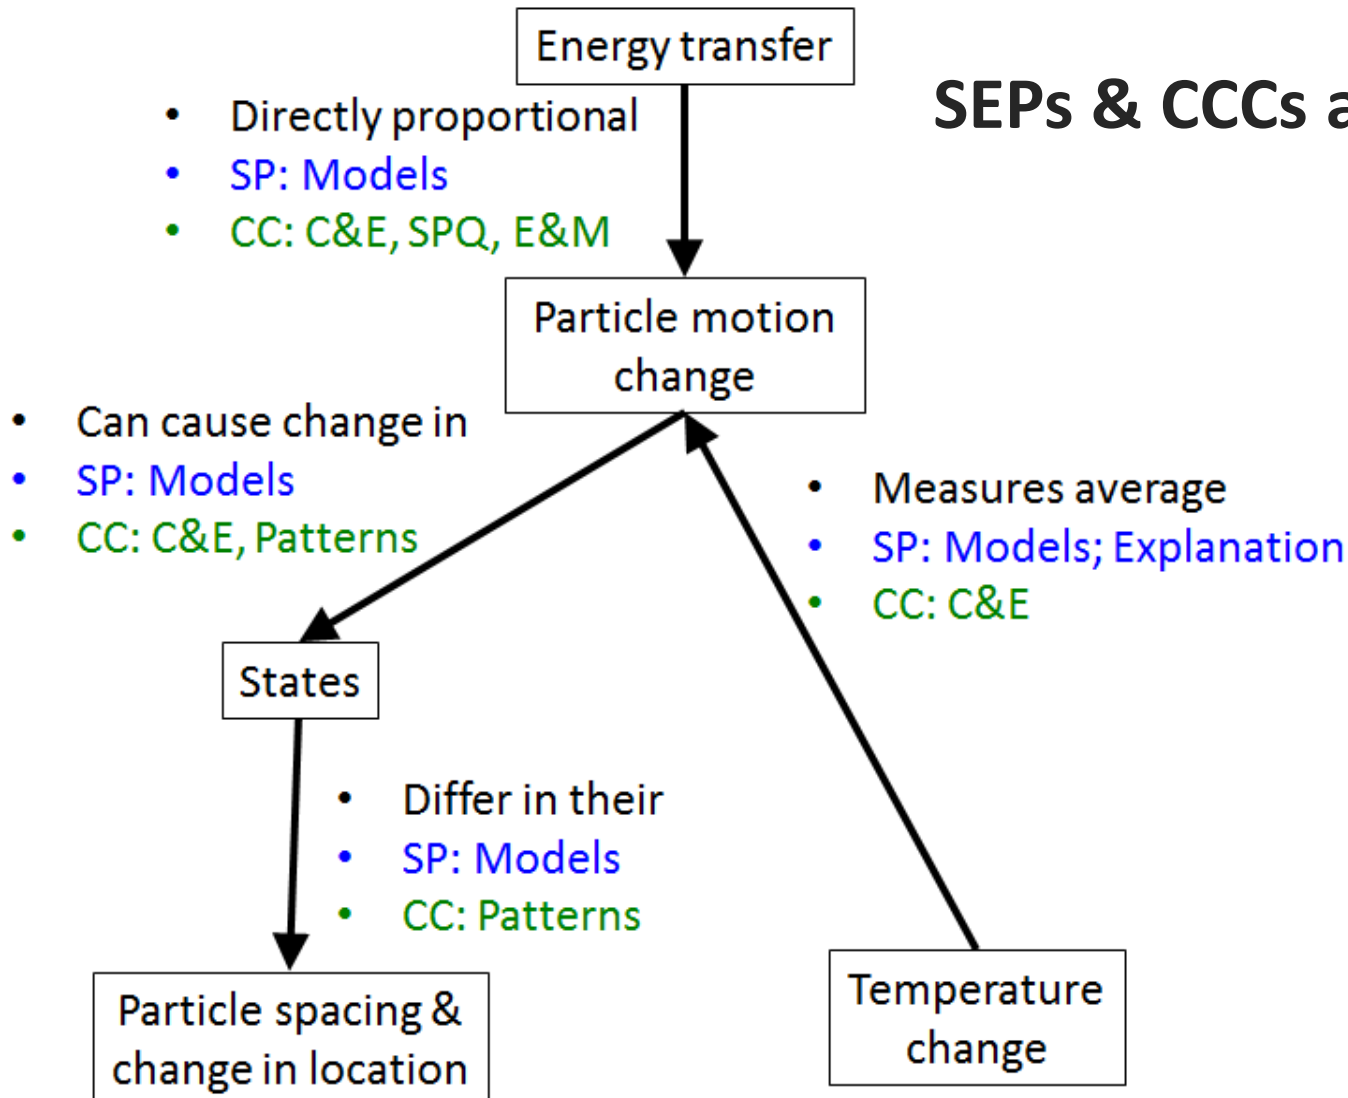 Energy transfer
SEPs & CCCs a
• Directly proportional
• SP: Models
• CC: C&E, SPQ, E&M
Particle motion
change
• Can cause change in
• SP: Models
• CC: C&E, Patterns
• Measures average
• SP: Models; Explanation
• CC: C&E
States
• Differ in their
• SP: Models
• CC: Patterns
Particle spacing &
change in location
Temperature
change